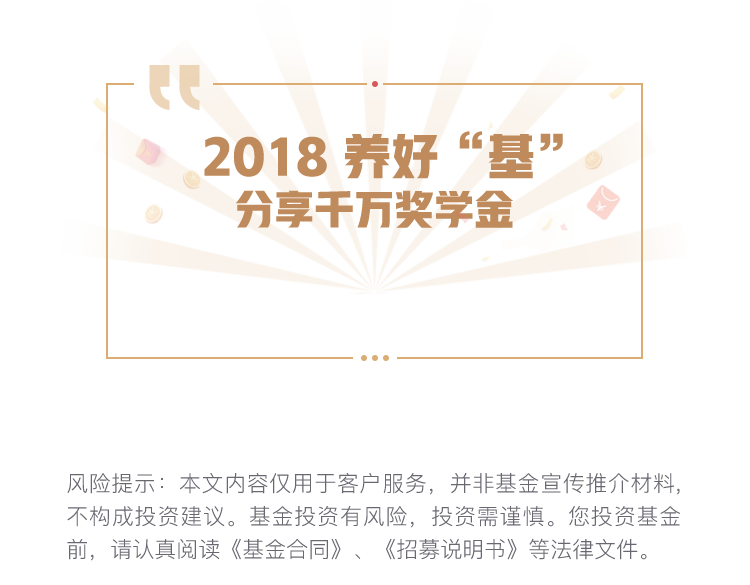 2018 养好“基”
分享千万奖学金
风险提示：本文内容仅用于客户服务，并非基金宣传推介材料，
不构成投资建议。基金投资有风险，投资需谨慎。您投资基金
前，请认真阅读《基金合同》、《招募说明书》等法律文件。